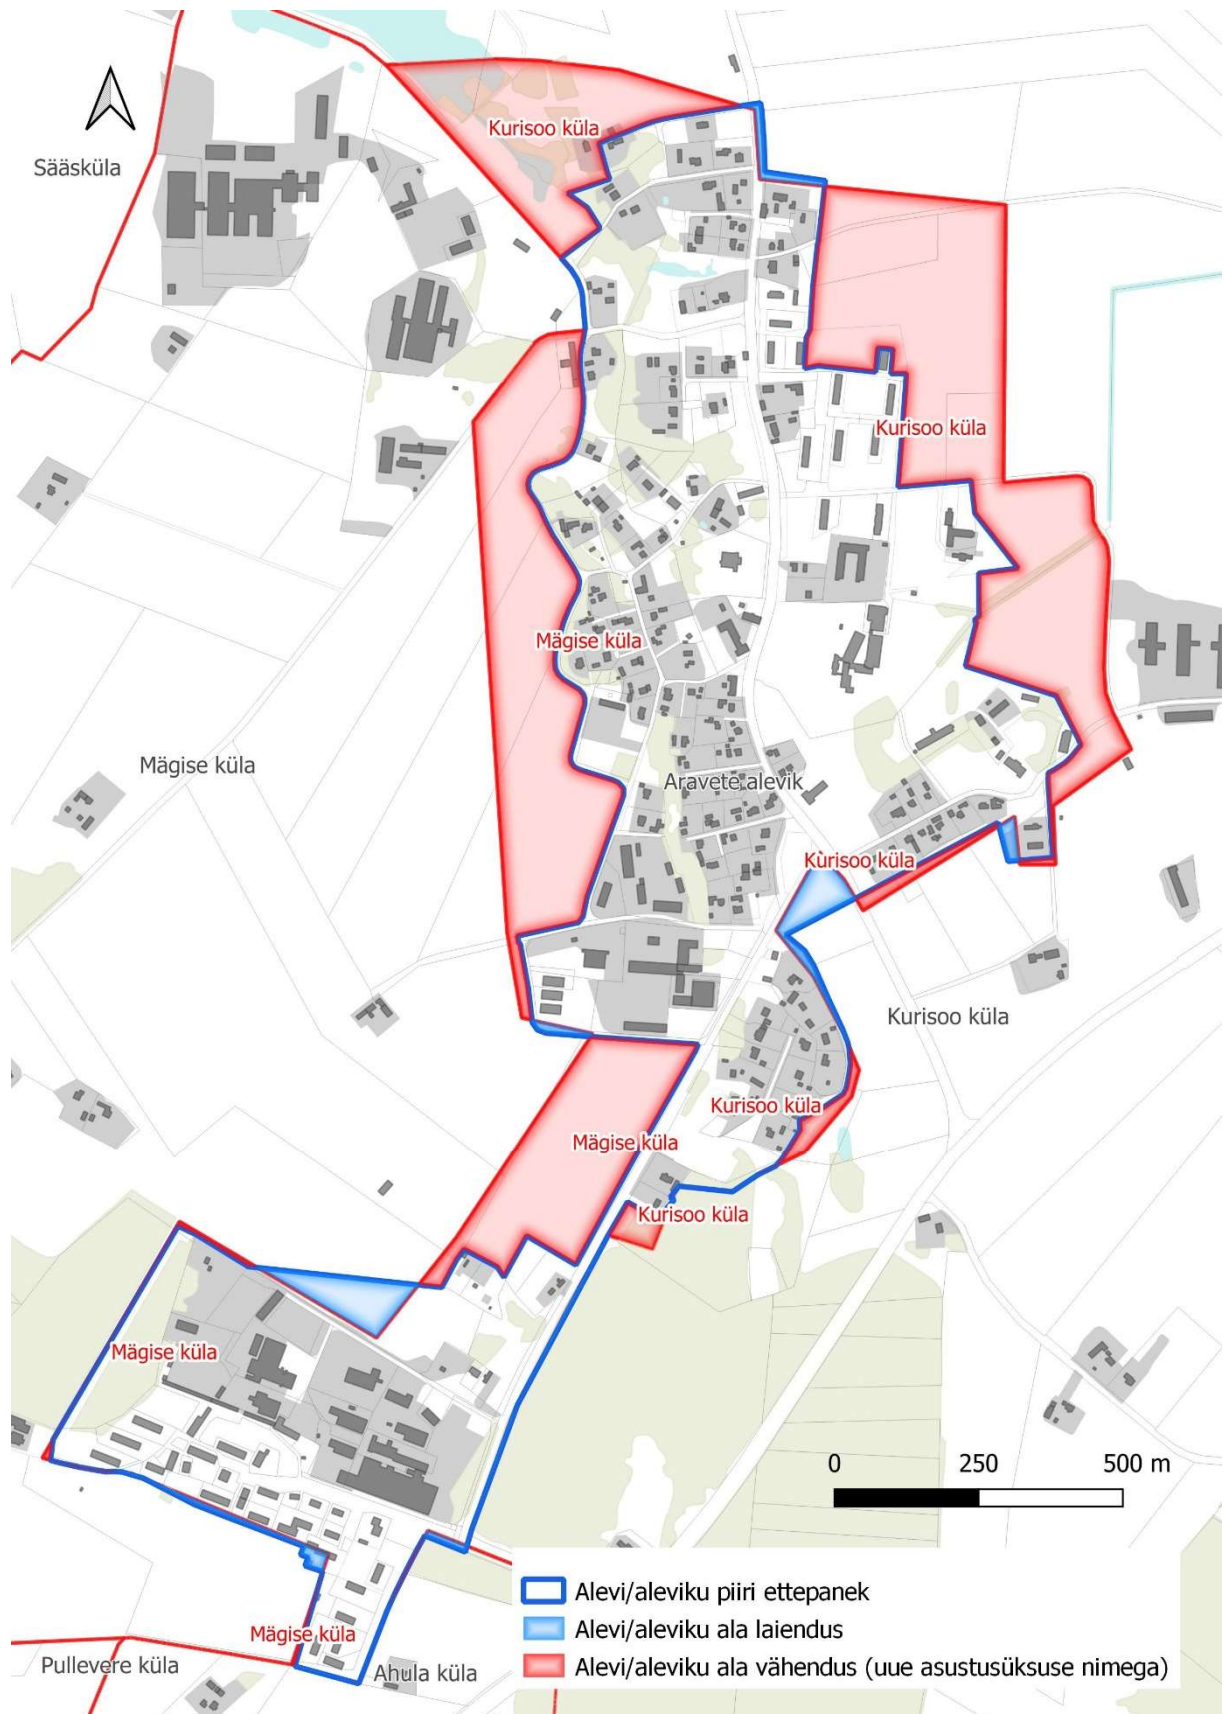 Kurisoo küla
Sääsküla
Kurisoo küla
Mägise küla
Mägise küla
Aravete alevik
Kurisoo küla
Kurisoo küla
Kurisoo küla
Mägise küla
Kurisoo küla
Mägise küla
0 250 500 m
Alevi/aleviku piiri ettepanek
Alevi/aleviku ala laiendus
Mägise küla
Pullevere küla
Ahula küla
Alevi/aleviku ala vähendus (uue asustusüksuse nimega)